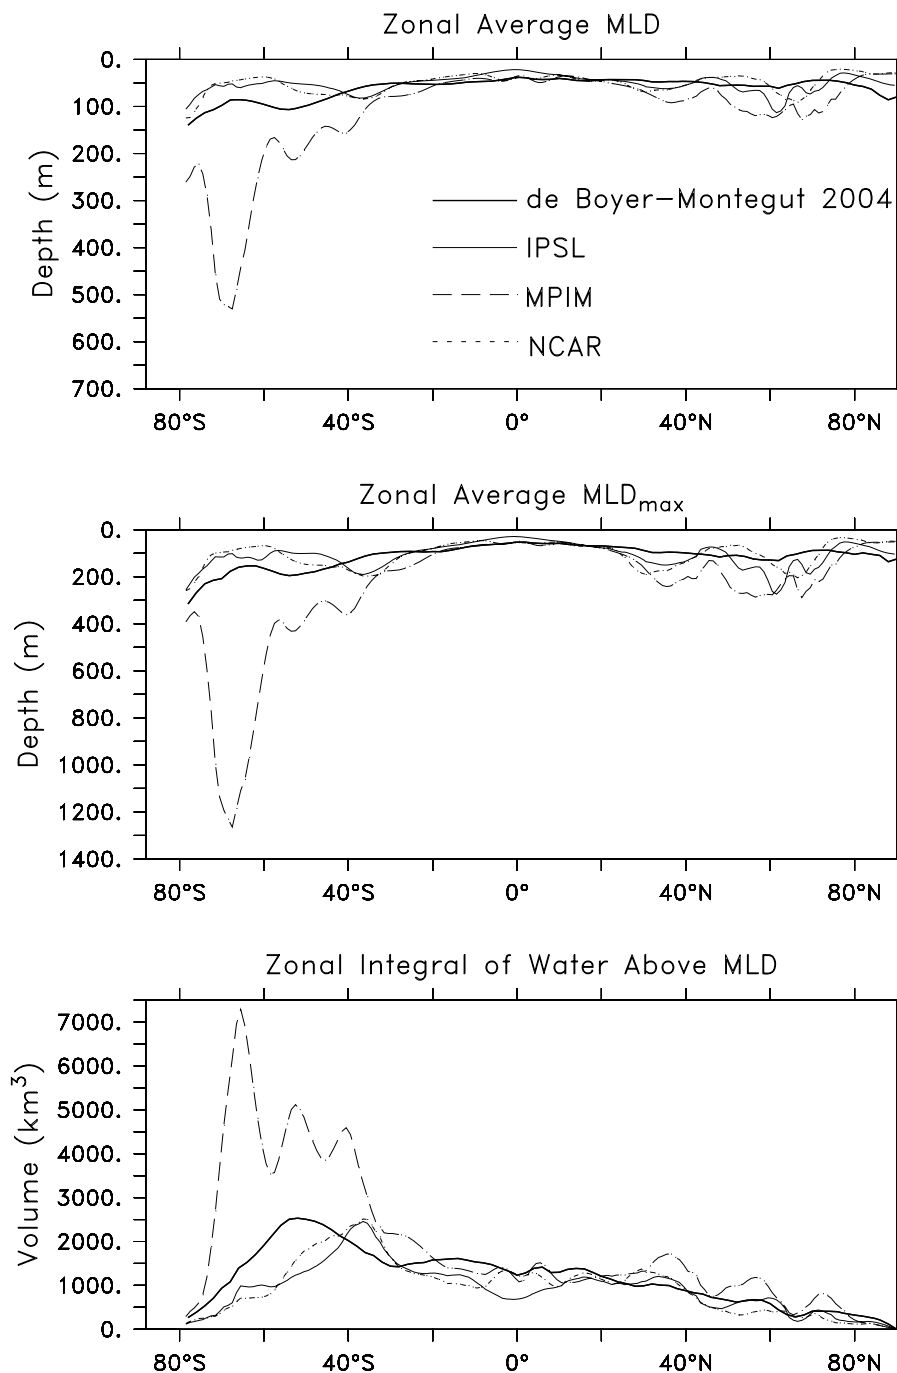 Zonal Average MLD
0.
100.
200.
300.
400.
500.
600.
700.
Depth (m)
de Boyer-Montegut 2004
IPSL
MPIM
NCAR
80°S 40°S 0° 40°N 80°N
Zonal Average MLDmax
0.
200.
400.
600.
800.
1000.
1200.
1400.
Depth (m)
80°S 40°S 0° 40°N 80°N
Zonal Integral of Water Above MLD
7000.
6000.
5000.
4000.
3000.
2000.
1000.
0.
Volume (km³)
80°S 40°S 0° 40°N 80°N